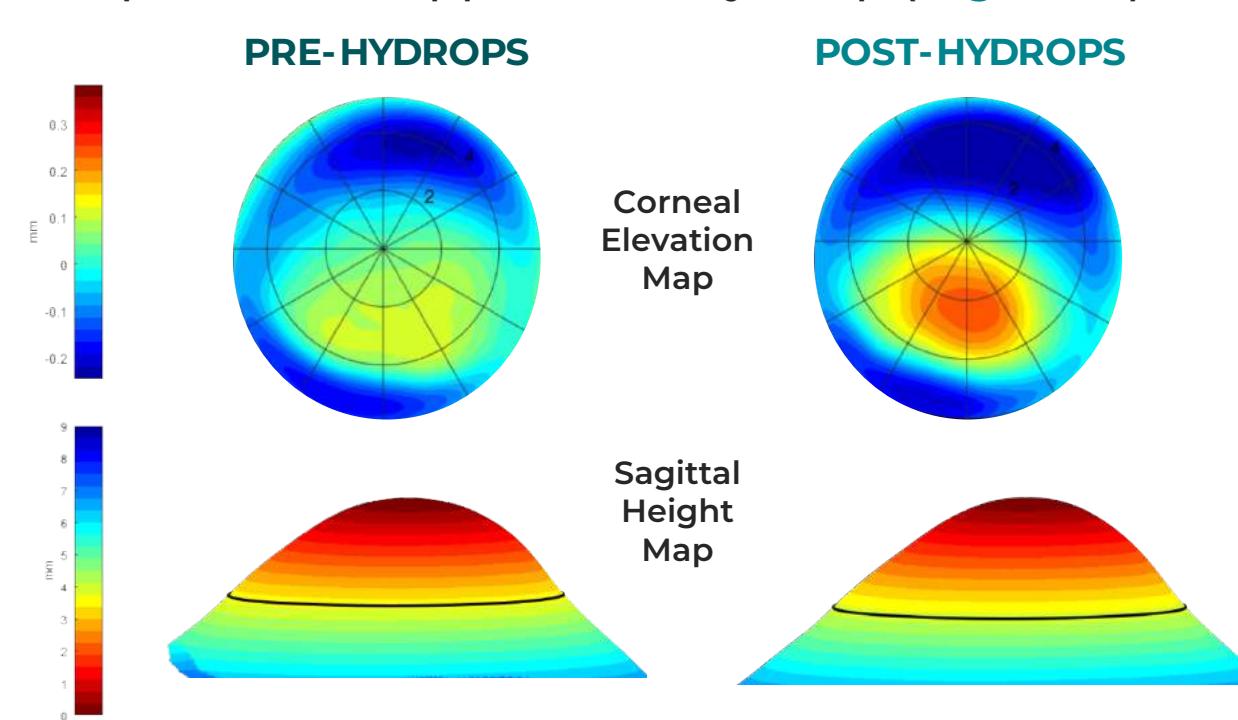 PRE-HYDROPS
POST-HYDROPS
0.3
0.2
0.1
0
-0.1
-0.2
mm
2
4
Corneal
Elevation
Map
2
4
9
8
7
6
5
4
3
2
1
0
mm
Sagittal
Height
Map